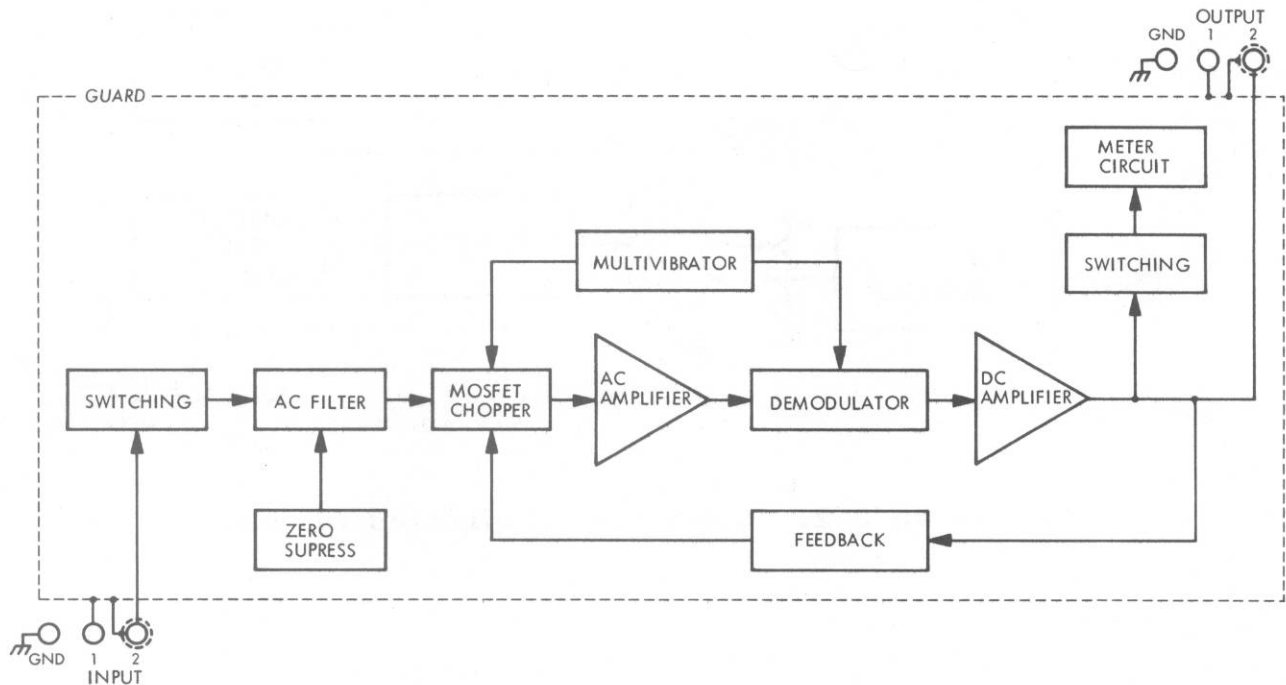 OUTPUT
GND 1 2
GUARD
METER
CIRCUIT
MULTIVIBRATOR
SWITCHING
SWITCHING
AC FILTER
MOSFET
CHOPPER
AC
AMPLIFIER
DEMODULATOR
DC
AMPLIFIER
ZERO
SUPRESS
FEEDBACK
GND 1 2
INPUT